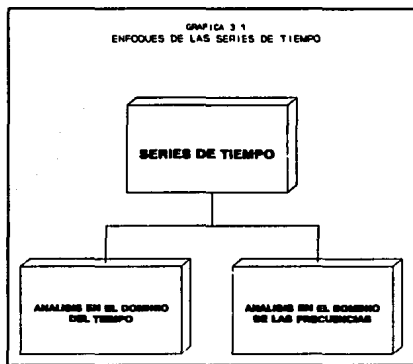 GRAFICA 3 1
ENFOQUES DE LAS SERIES DE TIEMPO
SERIES DE TIEMPO
ANALISIS EN EL DOMINIO
DEL TIEMPO
ANALISIS EN EL DOMINIO
DE LAS FRECUENCIAS